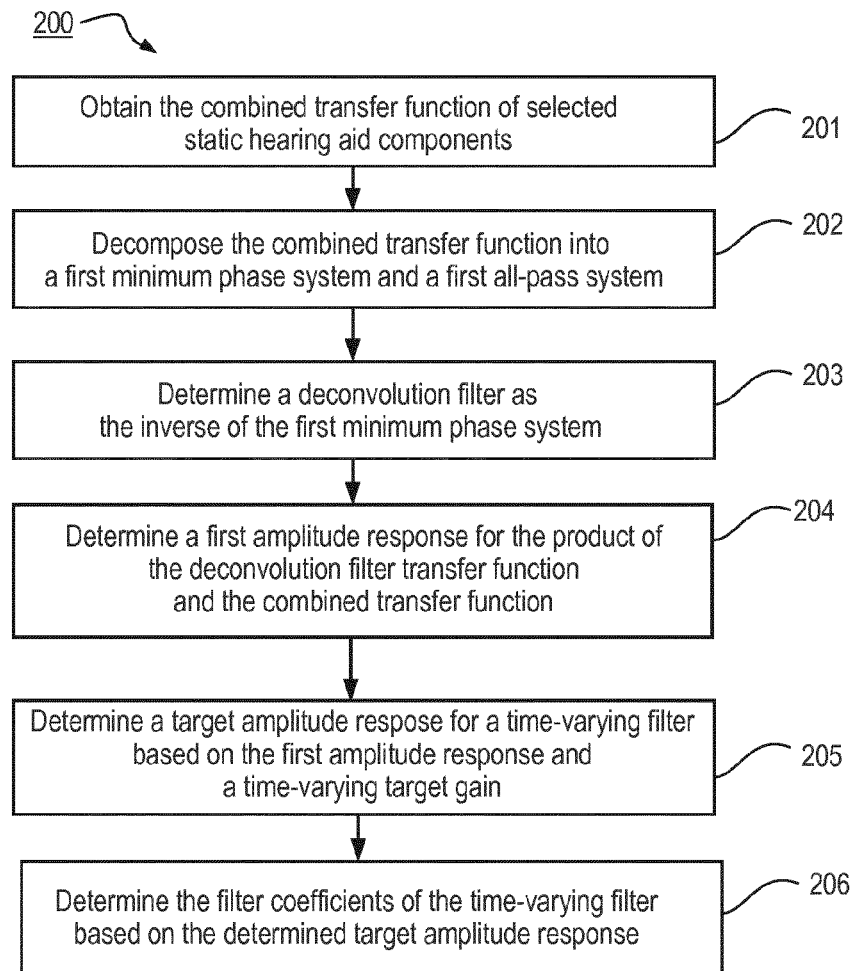 200
Obtain the combined transfer function of selected
static hearing aid components
201
Decompose the combined transfer function into
a first minimum phase system and a first all-pass system
202
Determine a deconvolution filter as
the inverse of the first minimum phase system
203
Determine a first amplitude response for the product of
the deconvolution filter transfer function
and the combined transfer function
204
Determine a target amplitude respose for a time-varying filter
based on the first amplitude response and
a time-varying target gain
205
Determine the filter coefficients of the time-varying filter
based on the determined target amplitude response
206